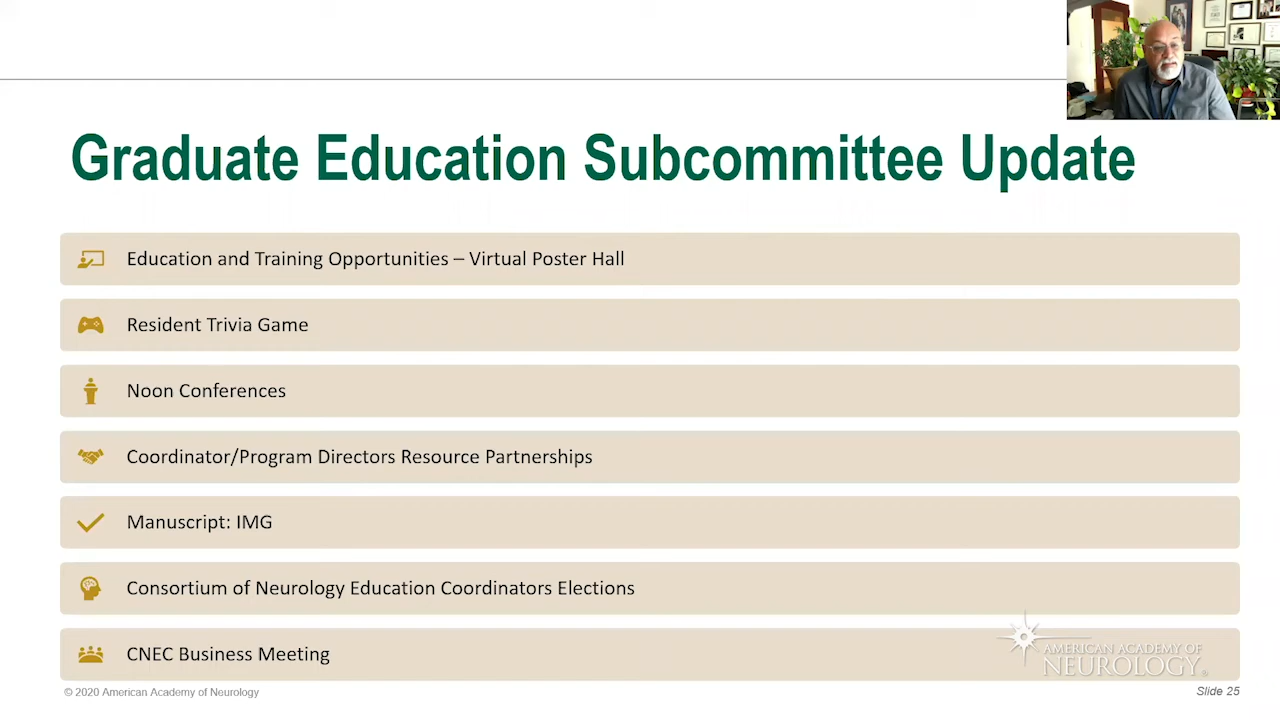 Graduate Education Subcommittee Update
Education and Training Opportunities – Virtual Poster Hall
Resident Trivia Game
Noon Conferences
Coordinator/Program Directors Resource Partnerships
Manuscript: IMG
Consortium of Neurology Education Coordinators Elections
CNEC Business Meeting
AMERICAN ACADEMY OF
NEUROLOGY®
© 2020 American Academy of Neurology
Slide 25